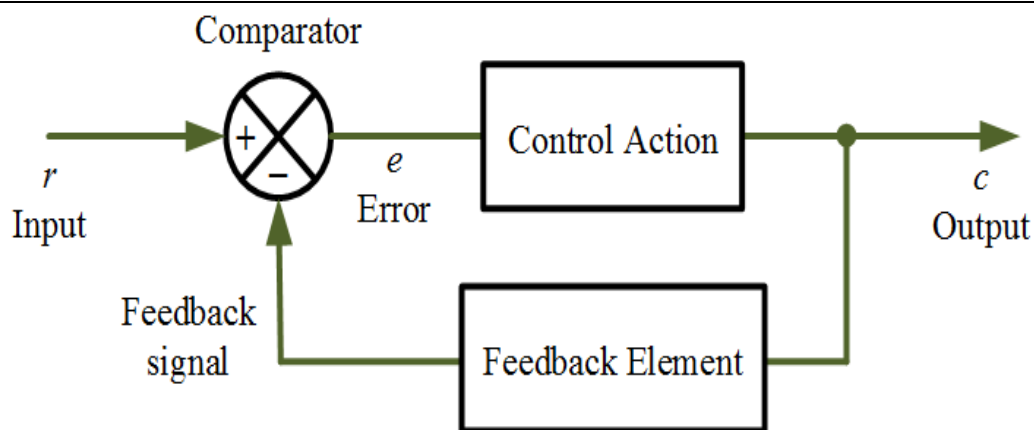 Comparator
+
−
Control Action
r
Input
e
Error
c
Output
Feedback
signal
Feedback Element